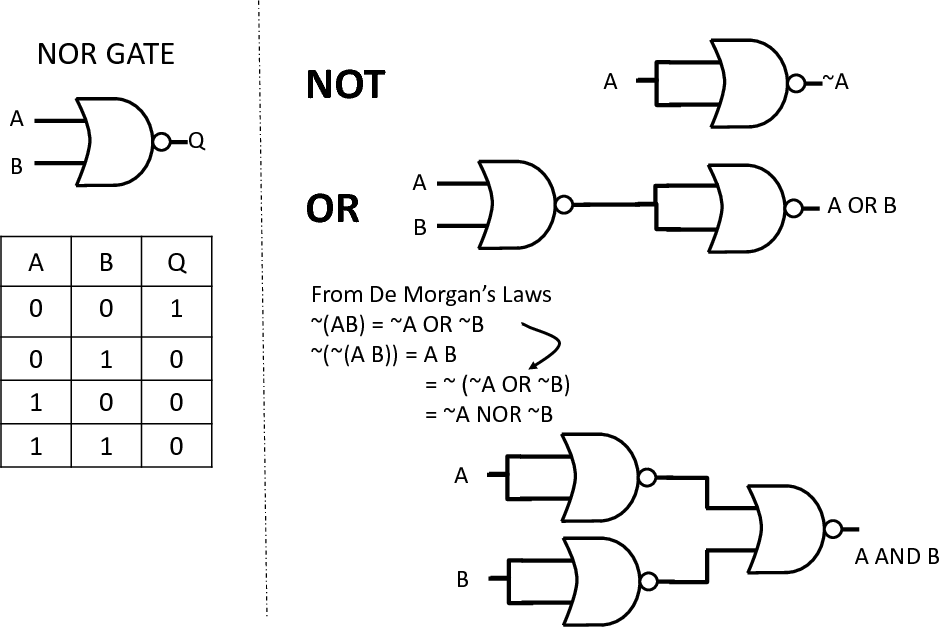 NOR GATE
A
B
Q
A B Q
0 0 1
0 1 0
1 0 0
1 1 0
NOT
A
~A
OR
A
B
A OR B
From De Morgan’s Laws
~(AB) = ~A OR ~B
~(~(A B)) = A B
= ~ (~A OR ~B)
= ~A NOR ~B
A
B
A AND B